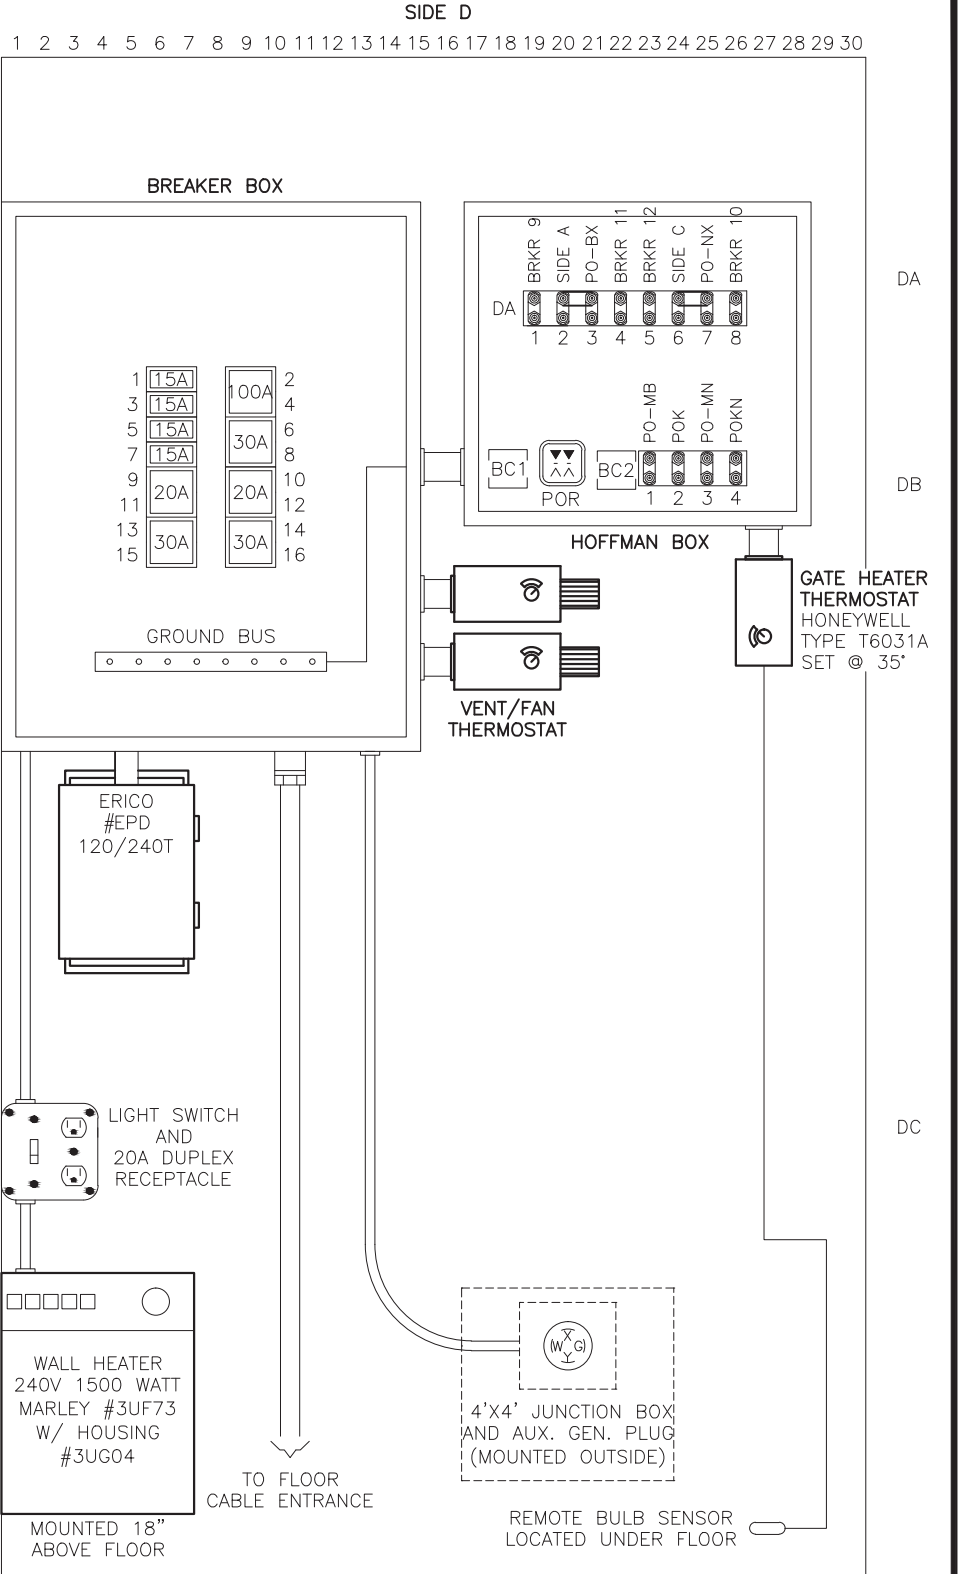 SIDE D
1 2 3 4 5 6 7 8 9 10 11 12 13 14 15 16 17 18 19 20 21 22 23 24 25 26 27 28 29 30
BREAKER BOX
BRKR 9
SIDE A
PO-BX
BRKR 11
BRKR 12
SIDE C
PO-NX
BRKR 10
DA
DA
1 2 3 4 5 6 7 8
1 15A
3 15A
5 15A
7 15A
9
20A
11
13
30A
15
2
100A
4
6
30A
8
10
20A
12
14
30A
16
PO-MB
POK
PO-MN
POKN
BC1
POR
BC2
1 2 3 4
DB
HOFFMAN BOX
GATE HEATER
THERMOSTAT
HONEYWELL
TYPE T6031A
SET @ 35°
GROUND BUS
VENT/FAN
THERMOSTAT
ERICO
#EPD
120/240T
LIGHT SWITCH
AND
20A DUPLEX
RECEPTACLE
DC
WALL HEATER
240V 1500 WATT
MARLEY #3UF73
W/ HOUSING
#3UG04
MOUNTED 18”
ABOVE FLOOR
TO FLOOR
CABLE ENTRANCE
X
W G
Y
4'X4' JUNCTION BOX
AND AUX. GEN. PLUG
(MOUNTED OUTSIDE)
REMOTE BULB SENSOR
LOCATED UNDER FLOOR